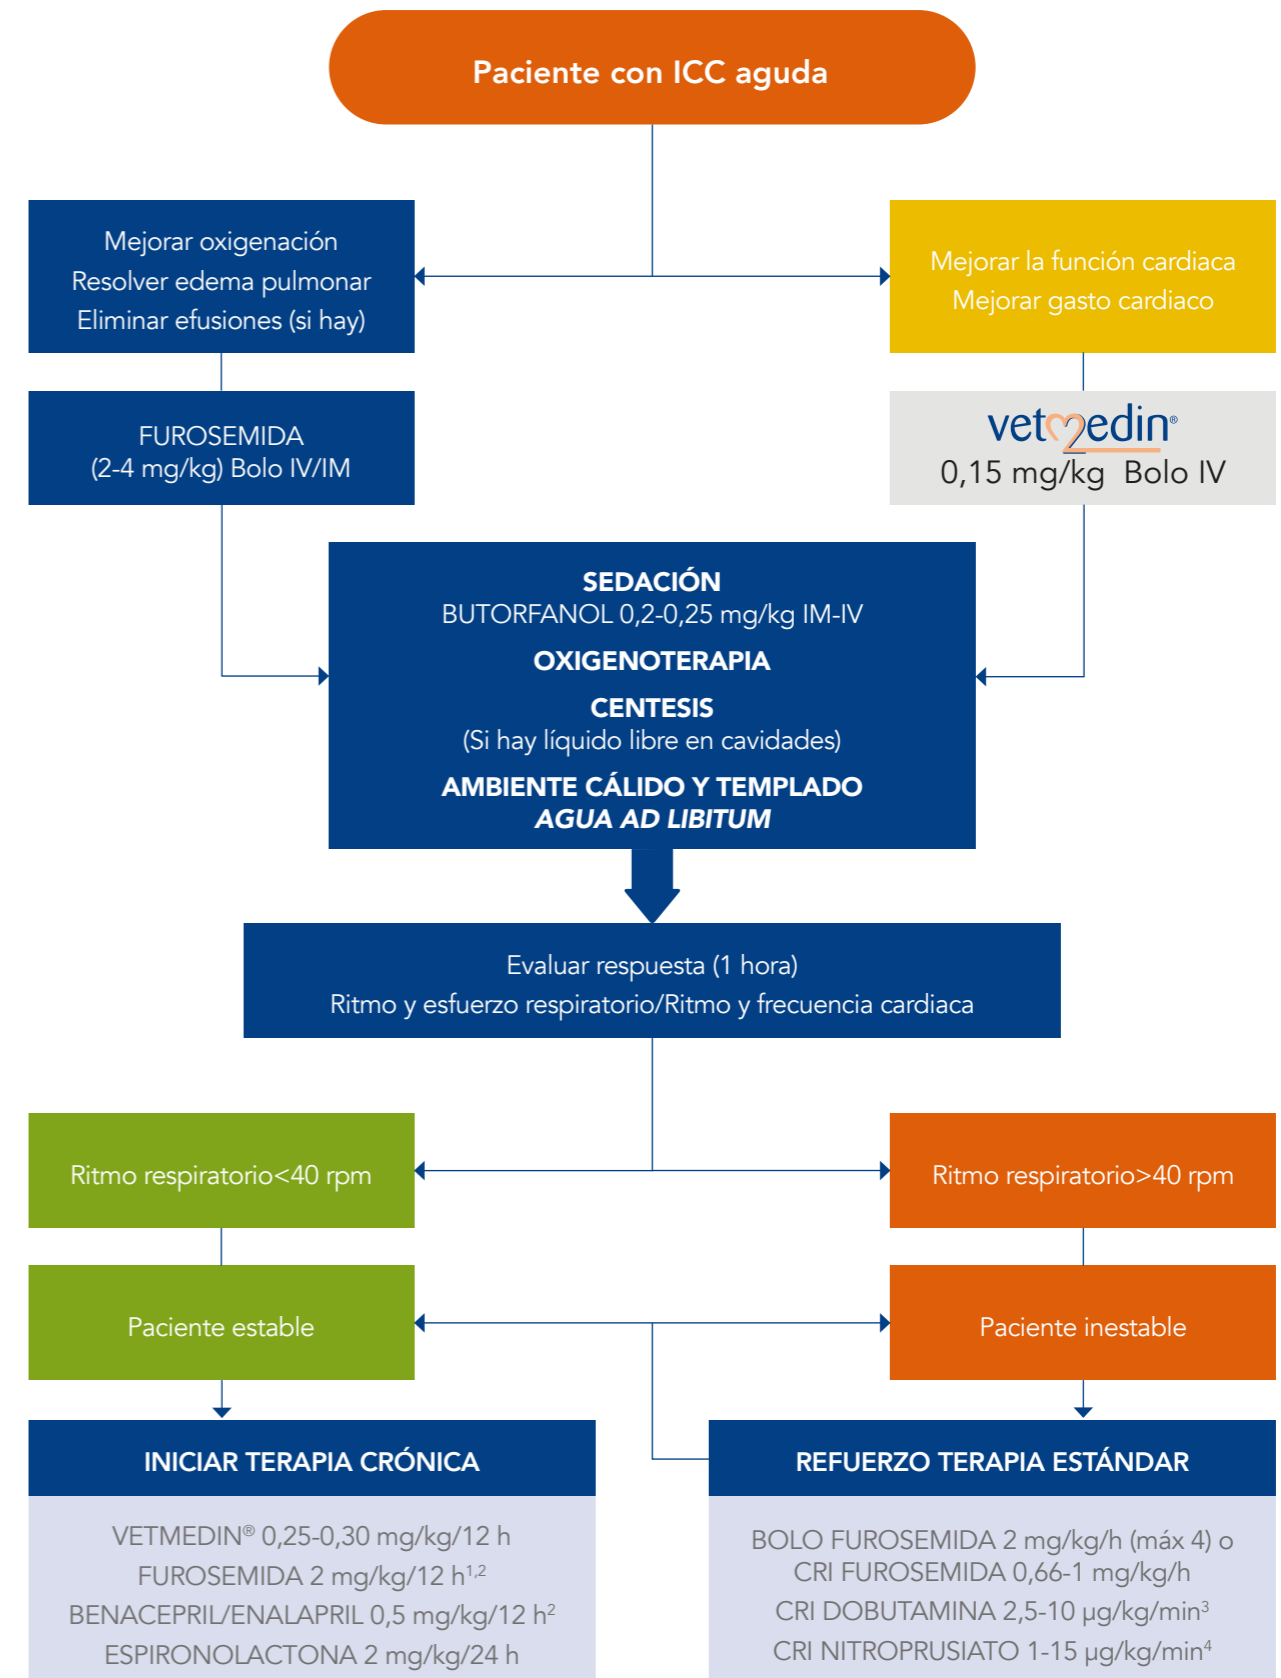 Paciente con ICC aguda
Mejorar oxigenación
Resolver edema pulmonar
Eliminar efusiones (si hay)
Mejorar la función cardiaca
Mejorar gasto cardiaco
FUROSEMIDA
(2-4 mg/kg) Bolo IV/IM
vetmedin®
0,15 mg/kg Bolo IV
SEDACIÓN
BUTORFANOL 0,2-0,25 mg/kg IM-IV
OXIGENOTERAPIA
CENTESIS
(Si hay líquido libre en cavidades)
AMBIENTE CÁLIDO Y TEMPLADO
AGUA AD LIBITUM
Evaluar respuesta (1 hora)
Ritmo y esfuerzo respiratorio/Ritmo y frecuencia cardiaca
Ritmo respiratorio<40 rpm
Ritmo respiratorio>40 rpm
Paciente estable
Paciente inestable
INICIAR TERAPIA CRÓNICA
VETMEDIN® 0,25-0,30 mg/kg/12 h
FUROSEMIDA 2 mg/kg/12 h¹,²
BENACEPRIL/ENALAPRIL 0,5 mg/kg/12 h²
ESPIRONOLACTONA 2 mg/kg/24 h
REFUERZO TERAPIA ESTÁNDAR
BOLO FUROSEMIDA 2 mg/kg/h (máx 4) o
CRI FUROSEMIDA 0,66-1 mg/kg/h
CRI DOBUTAMINA 2,5-10 µg/kg/min³
CRI NITROPRUSIATO 1-15 µg/kg/min⁴